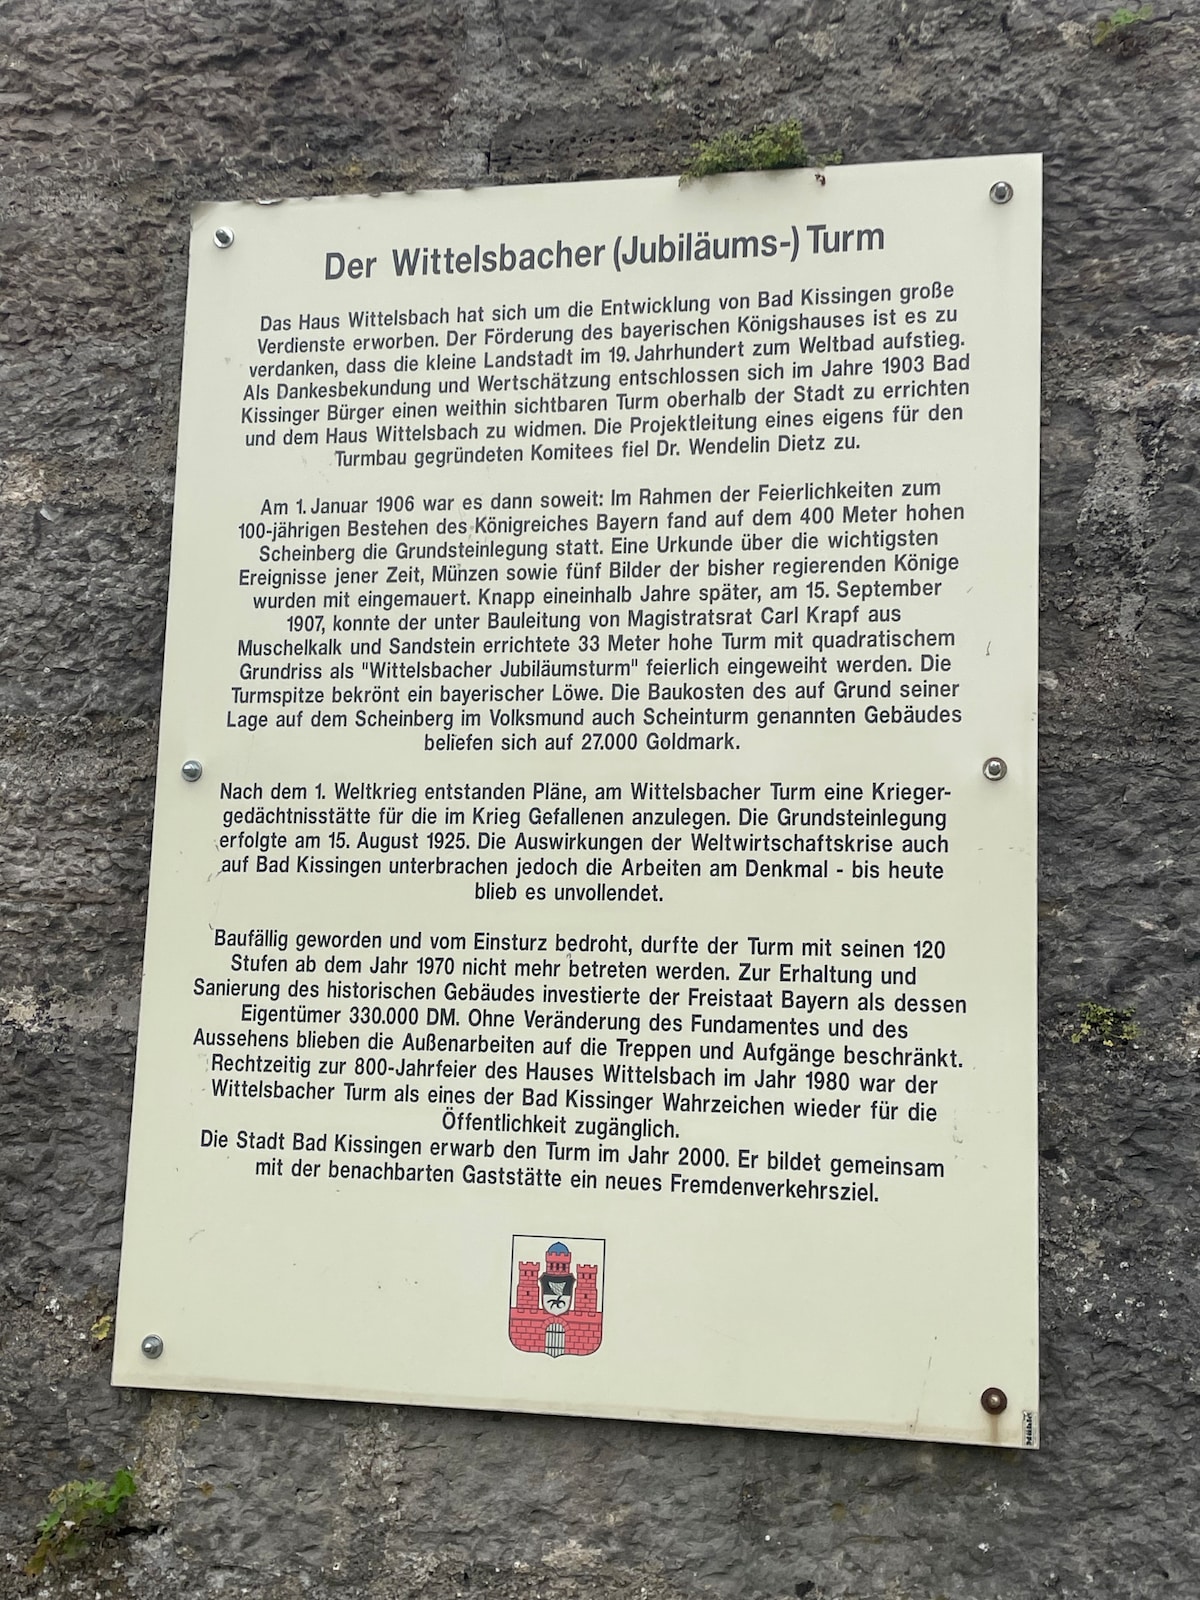 Der Wittelsbacher (Jubiläums-) Turm
Das Haus Wittelsbach hat sich um die Entwicklung von Bad Kissingen große
Verdienste erworben. Der Förderung des bayerischen Königshauses ist es zu
verdanken, dass die kleine Landstadt im 19. Jahrhundert zum Weltbad aufstieg.
Als Dankesbekundung und Wertschätzung entschlossen sich im Jahre 1903 Bad
Kissinger Bürger einen weithin sichtbaren Turm oberhalb der Stadt zu errichten
und dem Haus Wittelsbach zu widmen. Die Projektleitung eines eigens für den
Turmbau gegründeten Komitees fiel Dr. Wendelin Dietz zu.
Am 1. Januar 1906 war es dann soweit: Im Rahmen der Feierlichkeiten zum
100-jährigen Bestehen des Königreiches Bayern fand auf dem 400 Meter hohen
Scheinberg die Grundsteinlegung statt. Eine Urkunde über die wichtigsten
Ereignisse jener Zeit, Münzen sowie fünf Bilder der bisher regierenden Könige
wurden mit eingemauert. Knapp eineinhalb Jahre später, am 15. September
1907, konnte der unter Bauleitung von Magistratsrat Carl Krapf aus
Muschelkalk und Sandstein errichtete 33 Meter hohe Turm mit quadratischem
Grundriss als "Wittelsbacher Jubiläumsturm" feierlich eingeweiht werden. Die
Turmspitze bekrönt ein bayerischer Löwe. Die Baukosten des auf Grund seiner
Lage auf dem Scheinberg im Volksmund auch Scheinturm genannten Gebäudes
beliefen sich auf 27.000 Goldmark.
Nach dem 1. Weltkrieg entstanden Pläne, am Wittelsbacher Turm eine Krieger-
gedächtnisstätte für die im Krieg Gefallenen anzulegen. Die Grundsteinlegung
erfolgte am 15. August 1925. Die Auswirkungen der Weltwirtschaftskrise auch
auf Bad Kissingen unterbrachen jedoch die Arbeiten am Denkmal - bis heute
blieb es unvollendet.
Baufällig geworden und vom Einsturz bedroht, durfte der Turm mit seinen 120
Stufen ab dem Jahr 1970 nicht mehr betreten werden. Zur Erhaltung und
Sanierung des historischen Gebäudes investierte der Freistaat Bayern als dessen
Eigentümer 330.000 DM. Ohne Veränderung des Fundamentes und des
Aussehens blieben die Außenarbeiten auf die Treppen und Aufgänge beschränkt.
Rechtzeitig zur 800-Jahrfeier des Hauses Wittelsbach im Jahr 1980 war der
Wittelsbacher Turm als eines der Bad Kissinger Wahrzeichen wieder für die
Öffentlichkeit zugänglich.
Die Stadt Bad Kissingen erwarb den Turm im Jahr 2000. Er bildet gemeinsam
mit der benachbarten Gaststätte ein neues Fremdenverkehrsziel.